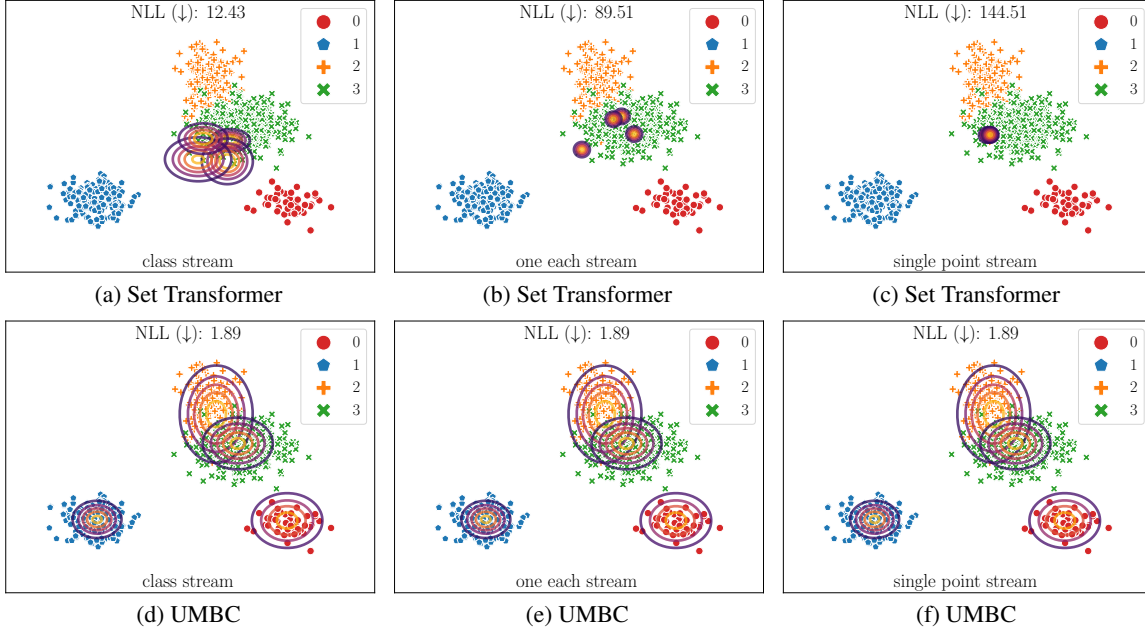 NLL (↓): 12.43
0
1
2
3
class stream
(a) Set Transformer
NLL (↓): 89.51
0
1
2
3
one each stream
(b) Set Transformer
NLL (↓): 144.51
0
1
2
3
single point stream
(c) Set Transformer
NLL (↓): 1.89
0
1
2
3
class stream
(d) UMBC
NLL (↓): 1.89
0
1
2
3
one each stream
(e) UMBC
NLL (↓): 1.89
0
1
2
3
single point stream
(f) UMBC